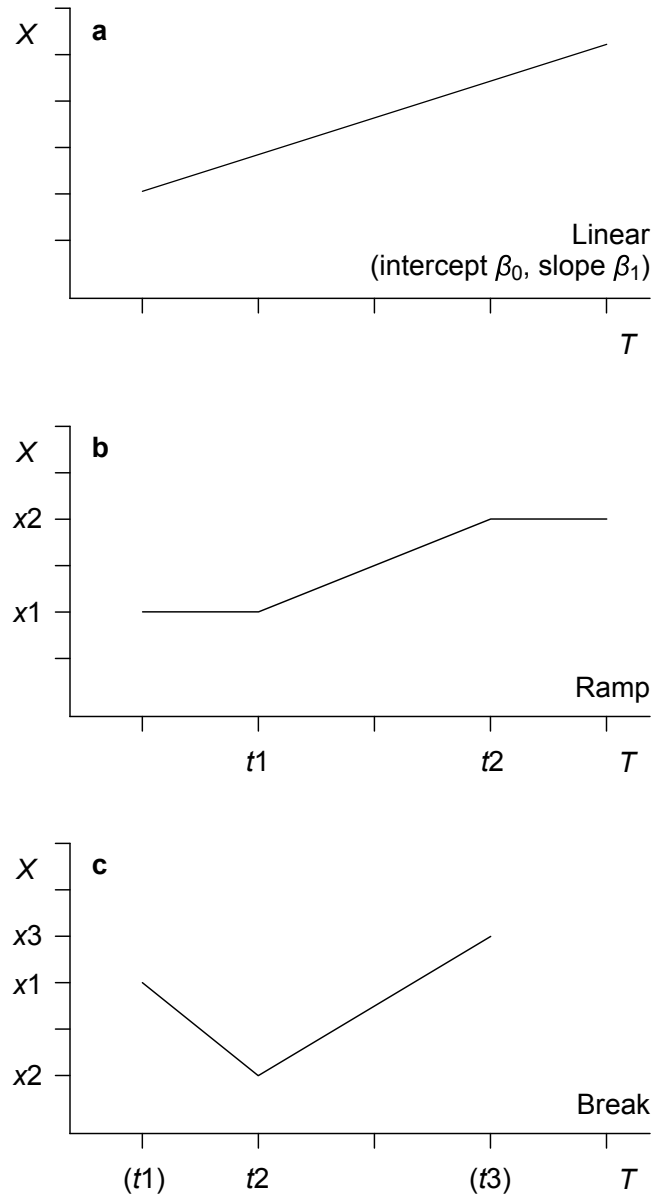 X a
Linear
(intercept β₀, slope β₁)
T
X b
x2
x1
Ramp
t1 t2 T
X c
x3
x1
x2
Break
(t1) t2 (t3) T